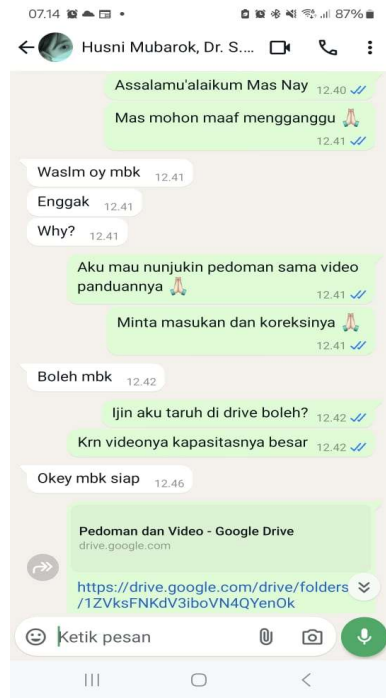 07.14
87%
Husni Mubarok, Dr. S....
Assalamu'alaikum Mas Nay 12.40
Mas mohon maaf mengganggu 🙏🏻
12.41
Waslm oy mbk 12.41
Enggak 12.41
Why? 12.41
Aku mau nunjukin pedoman sama video
panduannya 🙏🏻 12.41
Minta masukan dan koreksinya 🙏🏻
12.41
Boleh mbk 12.42
Ijin aku taruh di drive boleh? 12.42
Krn videonya kapasitasnya besar 12.42
Okey mbk siap 12.46
Pedoman dan Video - Google Drive
drive.google.com
https://drive.google.com/drive/folders
/1ZVksFNKdV3iboVN4QYenOk
Ketik pesan